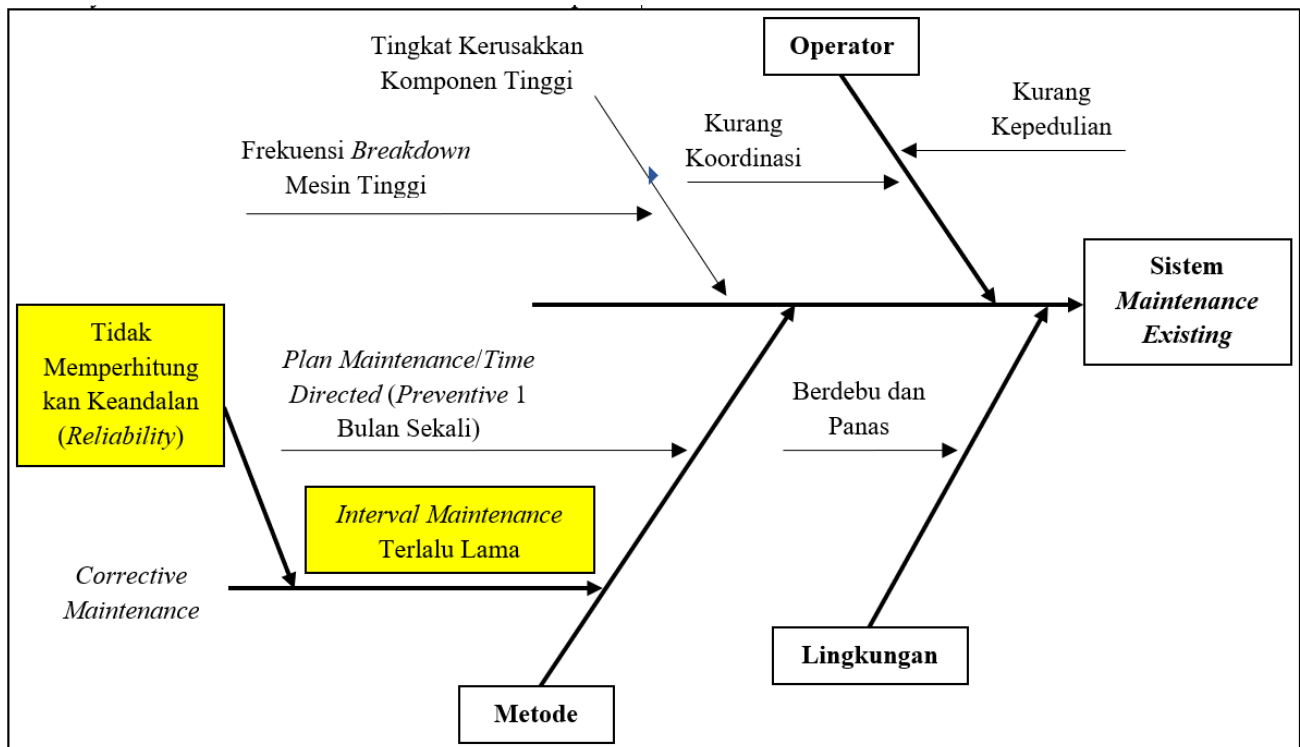 Tingkat Kerusakkan
Komponen Tinggi
Operator
Kurang
Kepedulian
Kurang
Koordinasi
Frekuensi Breakdown
Mesin Tinggi
Sistem
Maintenance
Existing
Tidak
Memperhitung
kan Keandalan
(Reliability)
Plan Maintenance/Time
Directed (Preventive 1
Bulan Sekali)
Berdebu dan
Panas
Interval Maintenance
Terlalu Lama
Corrective
Maintenance
Lingkungan
Metode